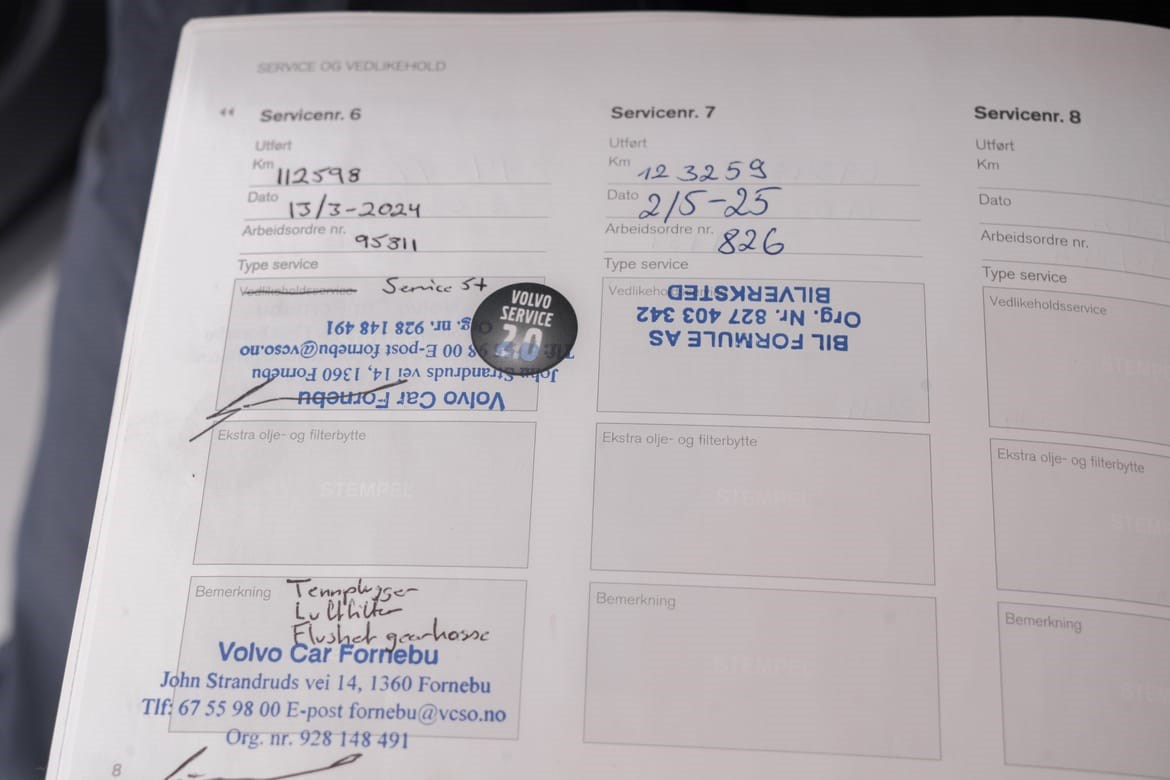 SERVICE OG VEDLIKEHOLD
Servicenr. 6
Utført
Km 112598
Dato 13/3-2024
Arbeidsordre nr. 95311
Type service
Vedlikeholdsservice Service S+
VOLVO
SERVICE
2.0
Volvo Car Fornebu
John Strandruds vei 14, 1360 Fornebu
98 00 E-post fornebu@vcso.no
Org. nr. 928 148 491
Ekstra olje- og filterbytte
STEMPEL
Bemerkning Tennplugger
Luftfilter
Flushet gearkasse
Volvo Car Fornebu
John Strandruds vei 14, 1360 Fornebu
Tlf: 67 55 98 00 E-post fornebu@vcso.no
Org. nr. 928 148 491
8
Servicenr. 7
Utført
Km 123259
Dato 2/5-25
Arbeidsordre nr. 826
Type service
BIL FORMULE AS
Org. Nr. 827 403 342
BILVERKSTED
Ekstra olje- og filterbytte
STEMPEL
Bemerkning
STEMPEL
Servicenr. 8
Utført
Km
Dato
Arbeidsordre nr.
Type service
Vedlikeholdsservice
Ekstra olje- og filterbytte
Bemerkning